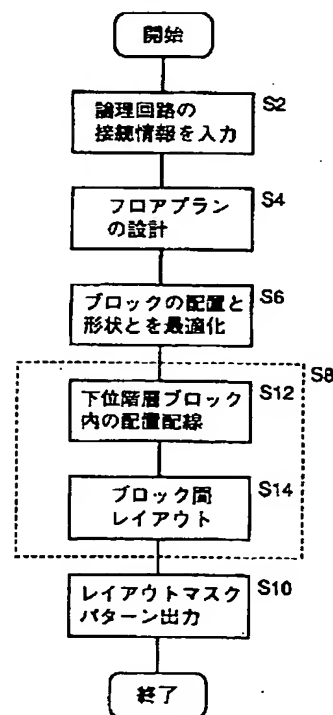 開始
論理回路の S2
接続情報を入力
フロアプラン S4
の設計
ブロックの配置と S6
形状とを最適化
S8
下位階層ブロック S12
内の配置配線
ブロック間 S14
レイアウト
レイアウトマスク S10
パターン出力
終了